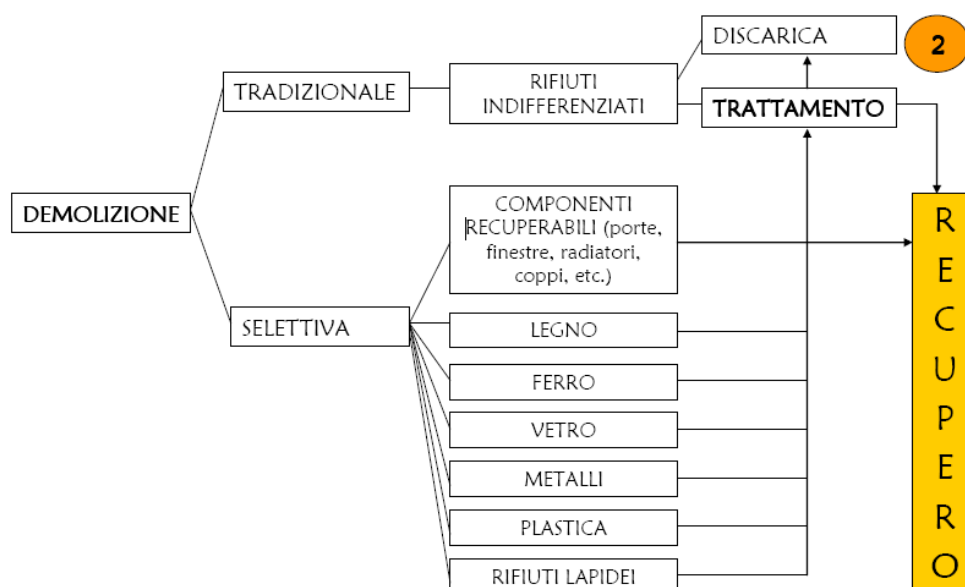 DISCARICA
2
TRADIZIONALE
RIFIUTI
INDIFFERENZIATI
TRATTAMENTO
DEMOLIZIONE
COMPONENTI
RECUPERABILI (porte,
finestre, radiatori,
coppi, etc.)
SELETTIVA
LEGNO
FERRO
VETRO
METALLI
PLASTICA
RIFIUTI LAPIDEI
R
E
C
U
P
E
R
O